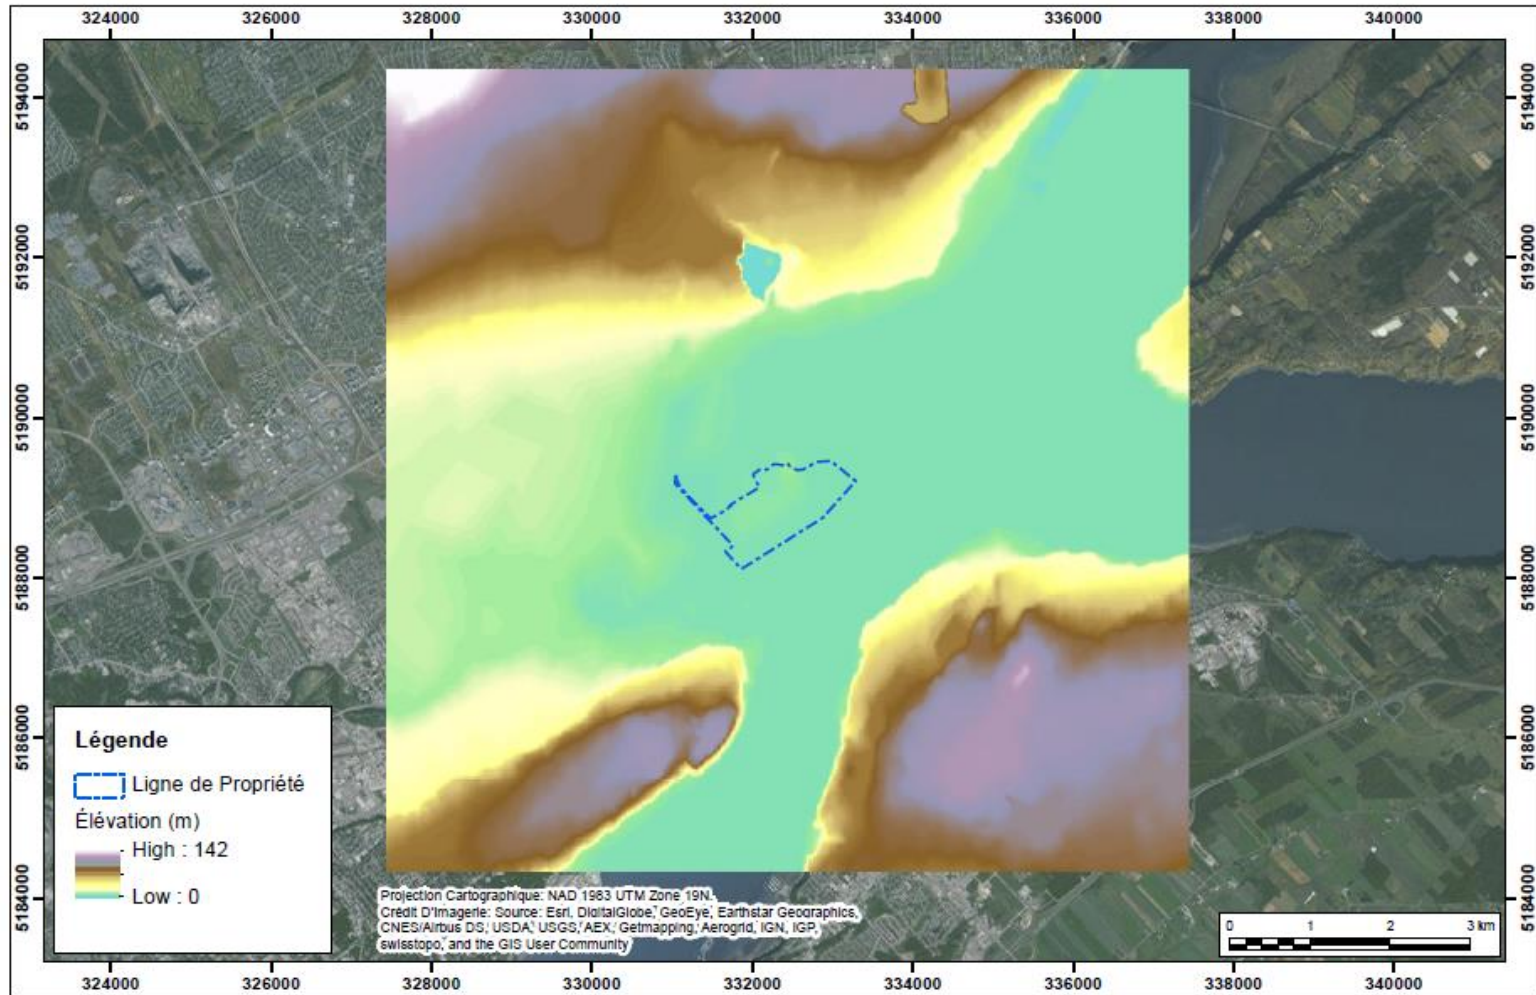 324000 326000 328000 330000 332000 334000 336000 338000 340000
5194000 5194000
5192000 5192000
5190000 5190000
5188000 5188000
5186000 5186000
5184000 5184000
Légende
Ligne de Propriété
Élévation (m)
High : 142
Low : 0
Projection Cartographique: NAD 1983 UTM Zone 19N.
Crédit D'Imagerie: Source: Esri, DigitalGlobe, GeoEye, Earthstar Geographics,
CNES/Airbus DS, USDA, USGS, AEX, Getmapping, Aerogrid, IGN, IGP,
swisstopo, and the GIS User Community
0 1 2 3 km
324000 326000 328000 330000 332000 334000 336000 338000 340000